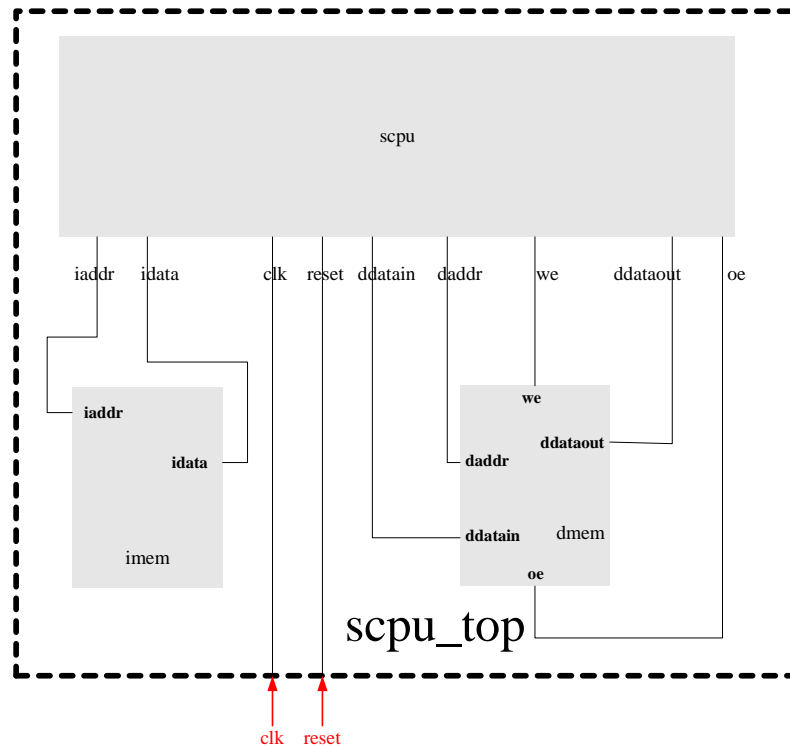 scpu
iaddr idata clk reset ddatain daddr we ddataout oe
we
iaddr
ddataout
idata
daddr
ddatain dmem
imem
oe
scpu_top
clk reset